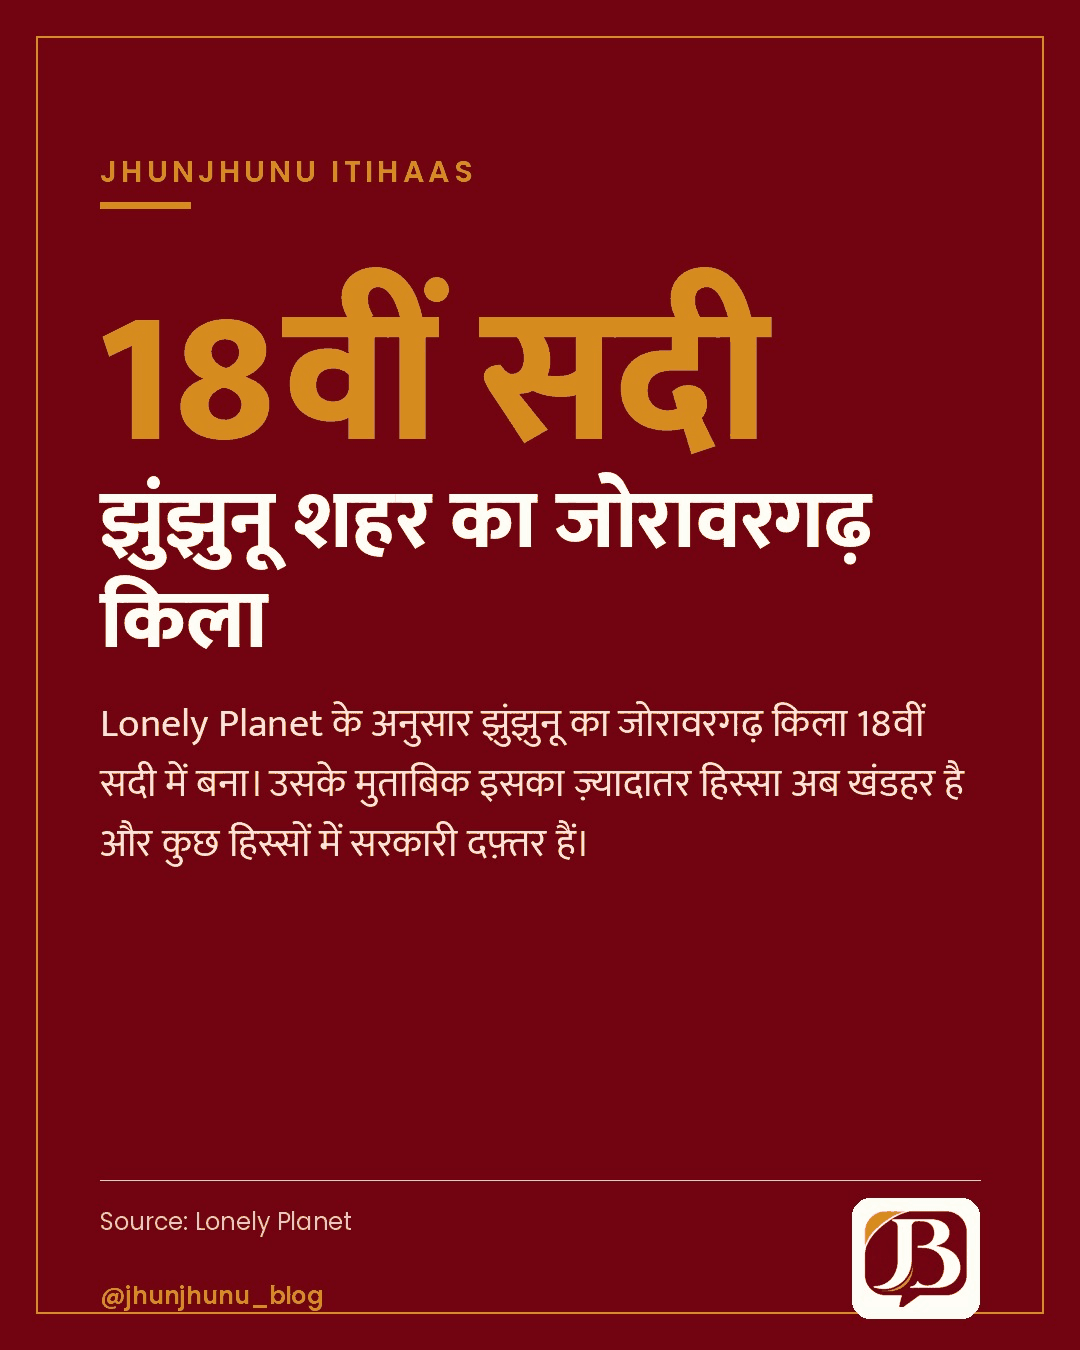 JHUNJHUNU ITIHAAS
18वीं सदी
झुंझुनू शहर का जोरावरगढ़
किला
Lonely Planet के अनुसार झुंझुनू का जोरावरगढ़ किला 18वीं
सदी में बना। उसके मुताबिक इसका ज़्यादातर हिस्सा अब खंडहर है
और कुछ हिस्सों में सरकारी दफ़्तर हैं।
Source: Lonely Planet
@jhunjhunu_blog
JB